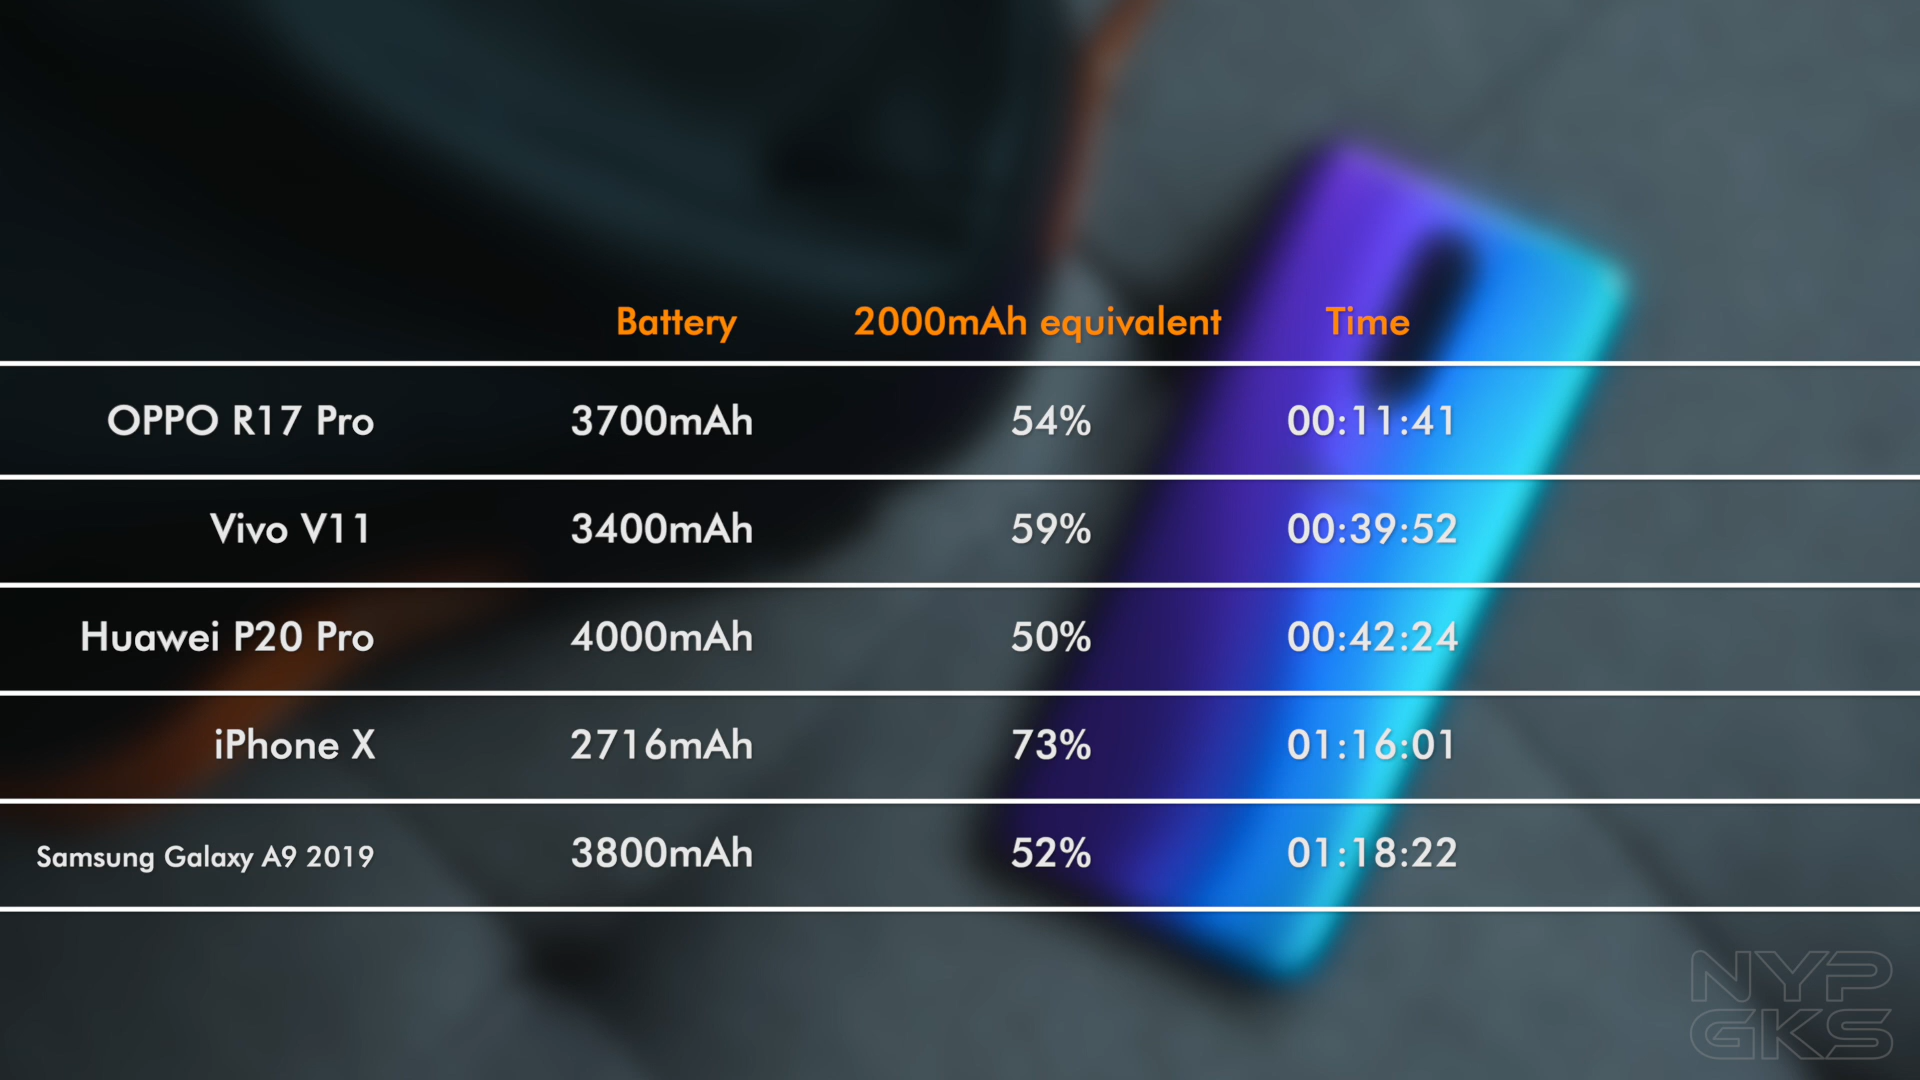 Battery 2000mAh equivalent Time
OPPO R17 Pro 3700mAh 54% 00:11:41
Vivo V11 3400mAh 59% 00:39:52
Huawei P20 Pro 4000mAh 50% 00:42:24
iPhone X 2716mAh 73% 01:16:01
Samsung Galaxy A9 2019 3800mAh 52% 01:18:22
NYP
GKS